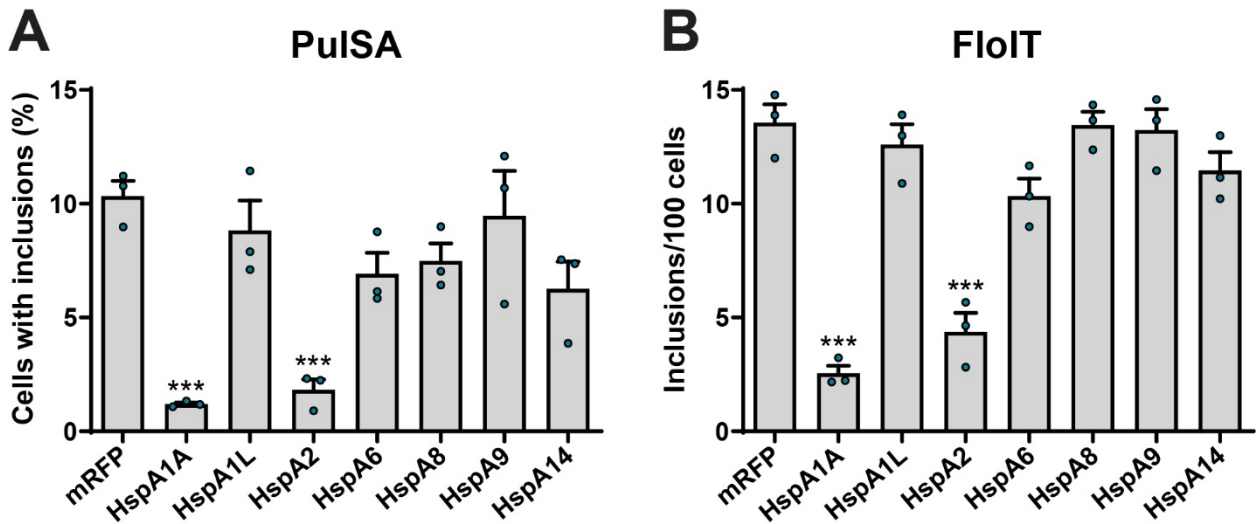 A
PulSA
Cells with inclusions (%)
15
10
5
0
***
***
mRFP
HspA1A
HspA1L
HspA2
HspA6
HspA8
HspA9
HspA14
B
FloIT
Inclusions/100 cells
15
10
5
0
***
***
mRFP
HspA1A
HspA1L
HspA2
HspA6
HspA8
HspA9
HspA14